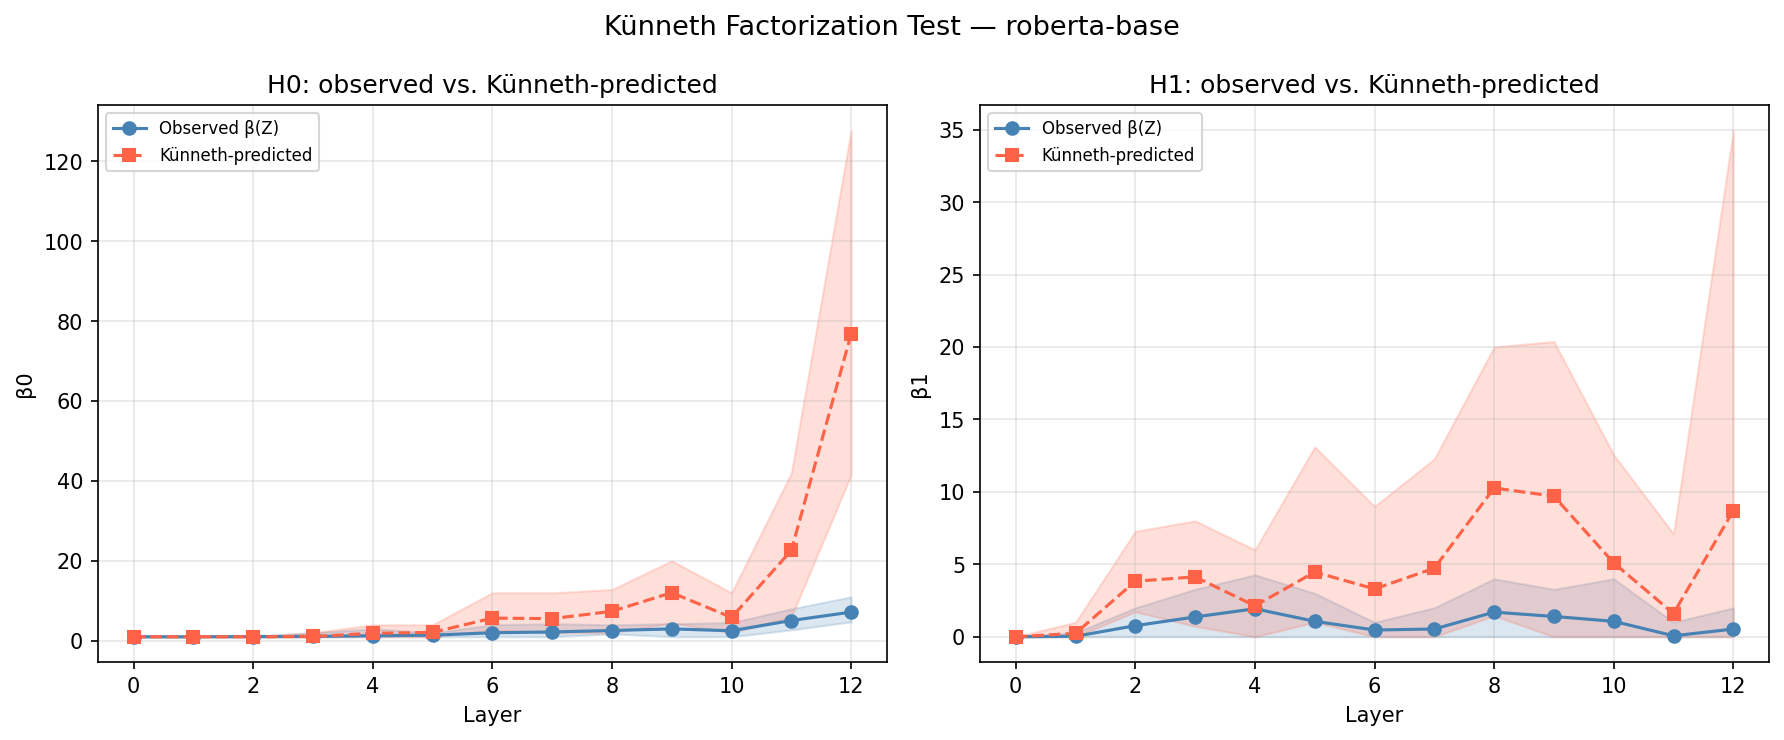 Künneth Factorization Test — roberta-base
H0: observed vs. Künneth-predicted
Observed β(Z)
Künneth-predicted
120
100
80
60
40
20
0
β0
0 2 4 6 8 10 12
Layer
H1: observed vs. Künneth-predicted
Observed β(Z)
Künneth-predicted
35
30
25
20
15
10
5
0
β1
0 2 4 6 8 10 12
Layer